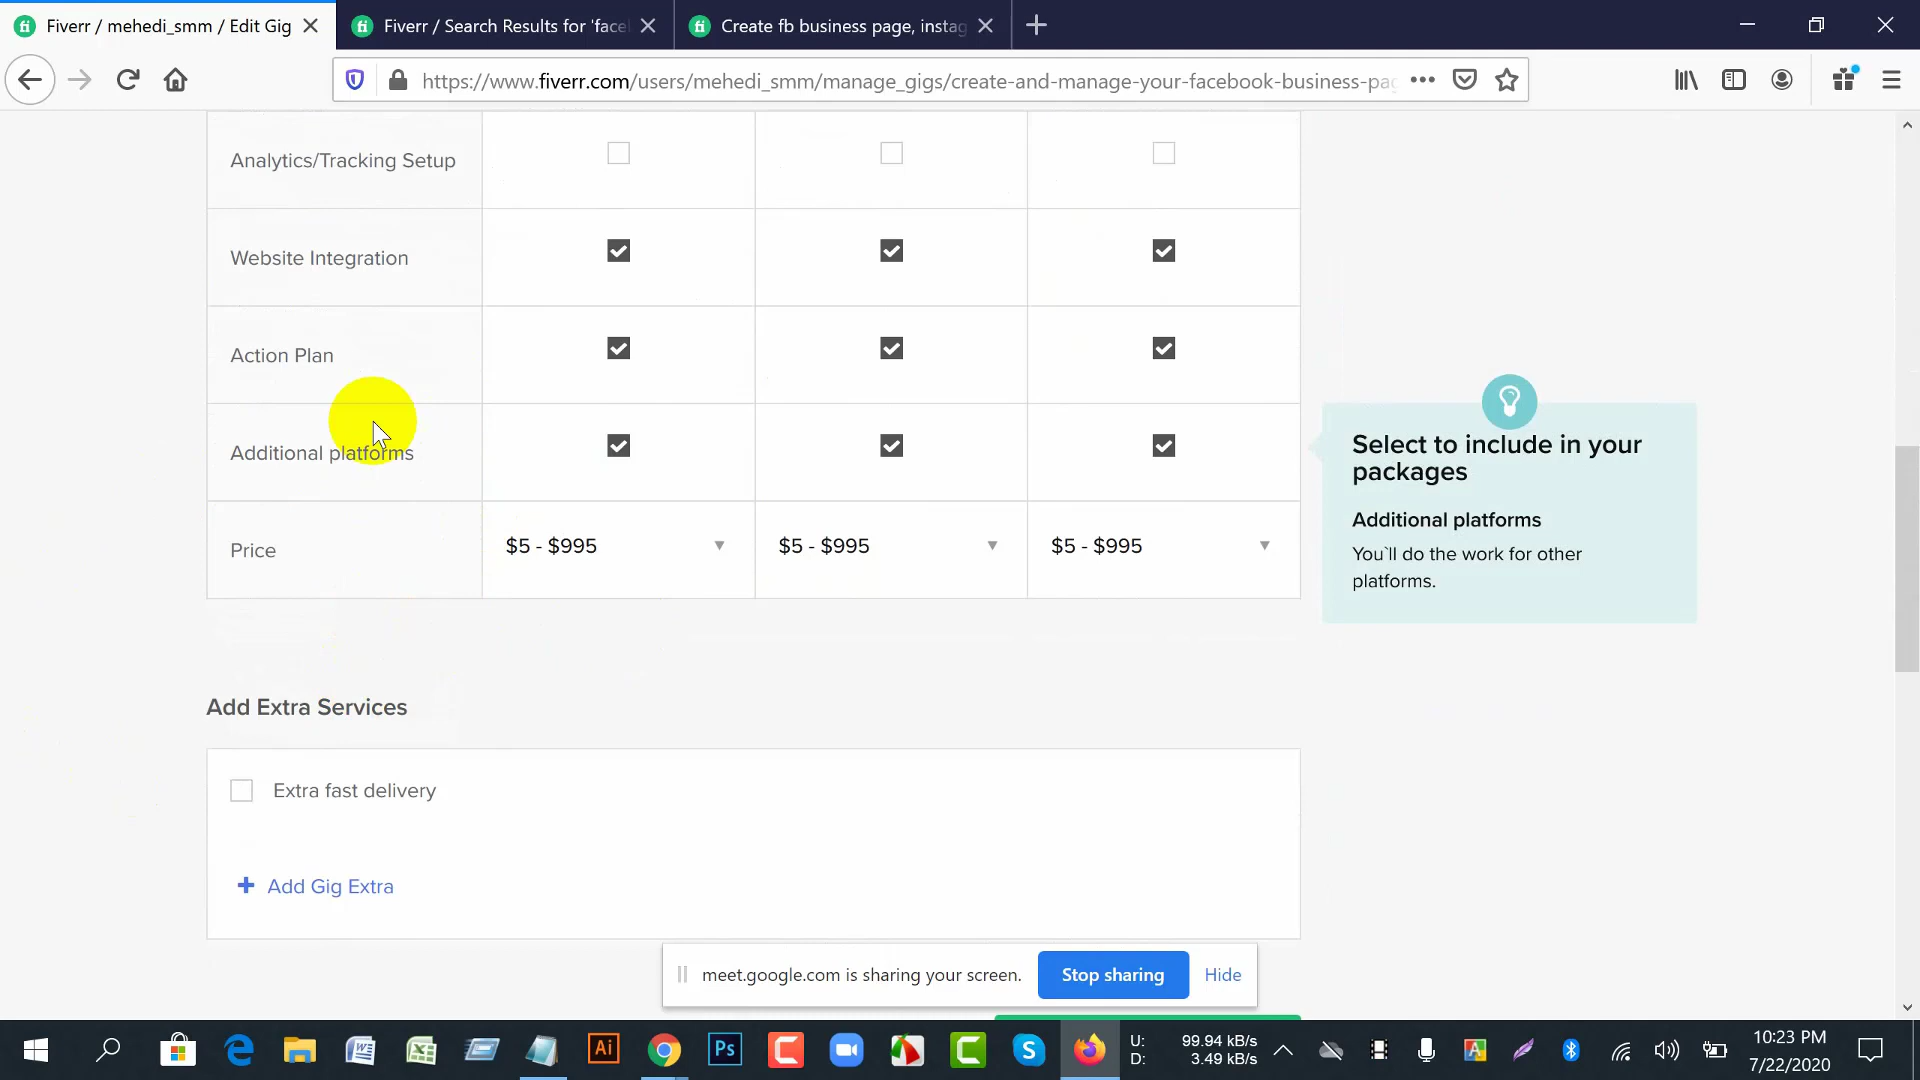 Fiverr / mehedi_smm / Edit Gig
Fiverr / Search Results for 'face
Create fb business page, instag
https://www.fiverr.com/users/mehedi_smm/manage_gigs/create-and-manage-your-facebook-business-pag
Analytics/Tracking Setup
Website Integration
Action Plan
Additional platforms
Price
$5 - $995
$5 - $995
$5 - $995
Select to include in your
packages
Additional platforms
You`ll do the work for other
platforms.
Add Extra Services
Extra fast delivery
+ Add Gig Extra
meet.google.com is sharing your screen.
Stop sharing
Hide
U: 99.94 kB/s
D: 3.49 kB/s
10:23 PM
7/22/2020